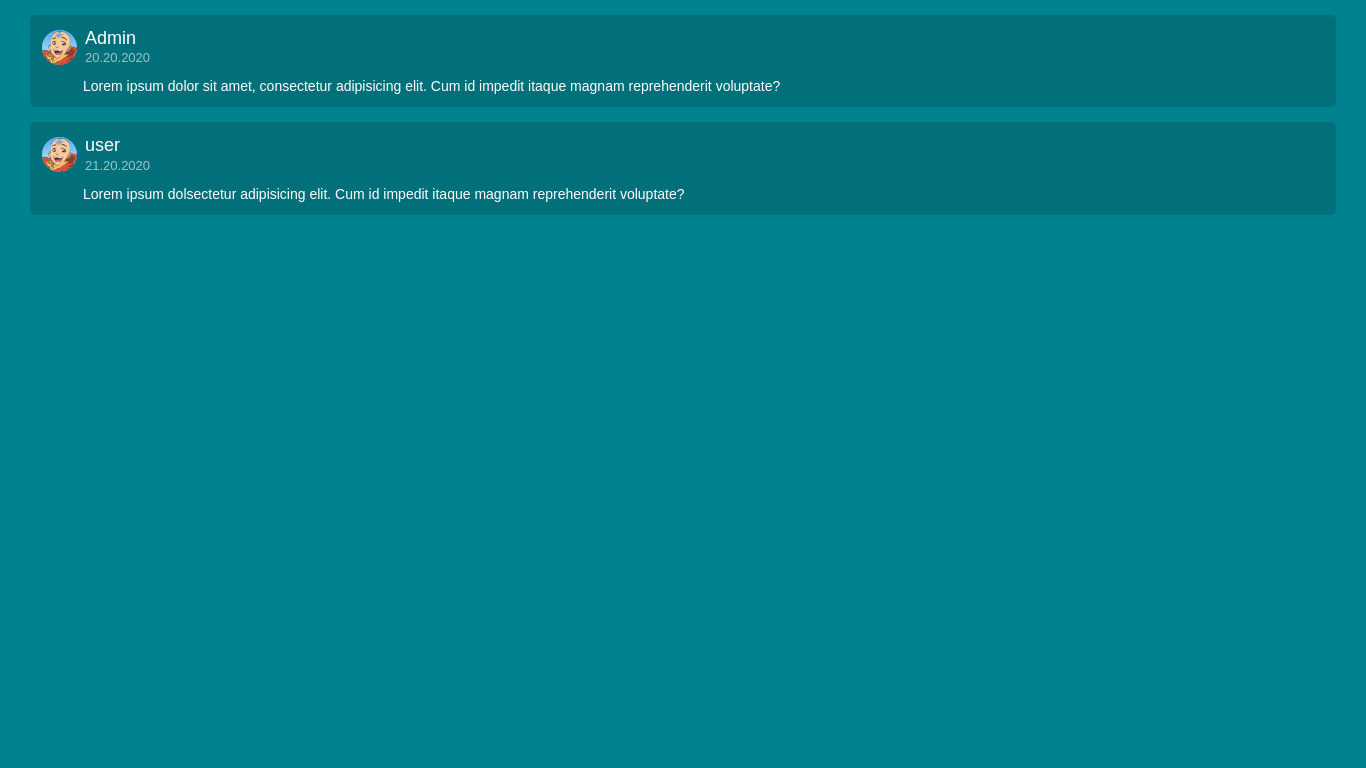 Admin
20.20.2020
Lorem ipsum dolor sit amet, consectetur adipisicing elit. Cum id impedit itaque magnam reprehenderit voluptate?
user
21.20.2020
Lorem ipsum dolsectetur adipisicing elit. Cum id impedit itaque magnam reprehenderit voluptate?